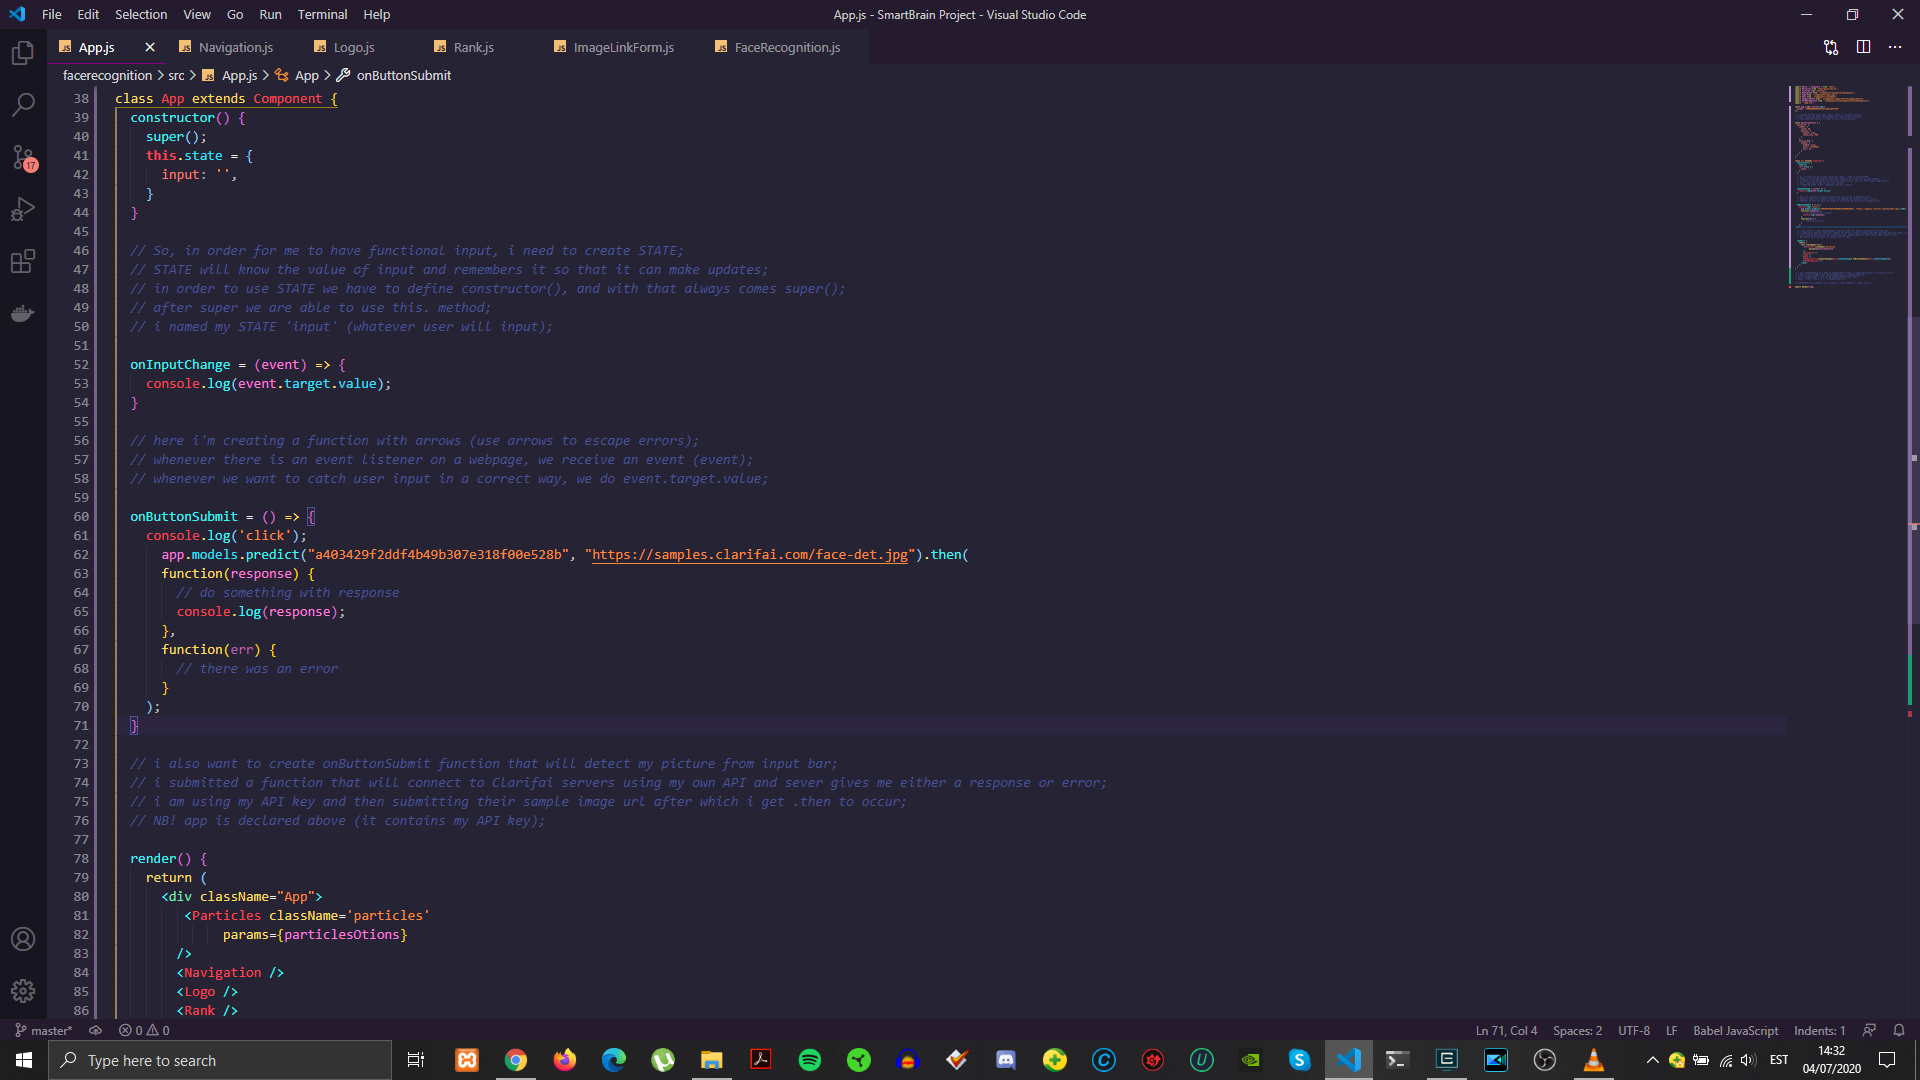 File Edit Selection View Go Run Terminal Help
App.js - SmartBrain Project - Visual Studio Code
JS App.js JS Navigation.js JS Logo.js JS Rank.js JS ImageLinkForm.js JS FaceRecognition.js
facerecognition > src > JS App.js > App > onButtonSubmit
38 class App extends Component {
39 constructor() {
40 super();
41 this.state = {
42 input: '',
43 }
44 }
45
46 // So, in order for me to have functional input, i need to create STATE;
47 // STATE will know the value of input and remembers it so that it can make updates;
48 // in order to use STATE we have to define constructor(), and with that always comes super();
49 // after super we are able to use this. method;
50 // i named my STATE 'input' (whatever user will input);
51
52 onInputChange = (event) => {
53 console.log(event.target.value);
54 }
55
56 // here i'm creating a function with arrows (use arrows to escape errors);
57 // whenever there is an event listener on a webpage, we receive an event (event);
58 // whenever we want to catch user input in a correct way, we do event.target.value;
59
60 onButtonSubmit = () => {
61 console.log('click');
62 app.models.predict("a403429f2ddf4b49b307e318f00e528b", "https://samples.clarifai.com/face-det.jpg").then(
63 function(response) {
64 // do something with response
65 console.log(response);
66 },
67 function(err) {
68 // there was an error
69 }
70 );
71 }
72
73 // i also want to create onButtonSubmit function that will detect my picture from input bar;
74 // i submitted a function that will connect to Clarifai servers using my own API and sever gives me either a response or error;
75 // i am using my API key and then submitting their sample image url after which i get .then to occur;
76 // NB! app is declared above (it contains my API key);
77
78 render() {
79 return (
80 <div className="App">
81 <Particles className='particles'
82 params={particlesOtions}
83 />
84 <Navigation />
85 <Logo />
86 <Rank />
17
master* 0 0 Ln 71, Col 4 Spaces: 2 UTF-8 LF Babel JavaScript Indents: 1
Type here to search
EST
14:32
04/07/2020